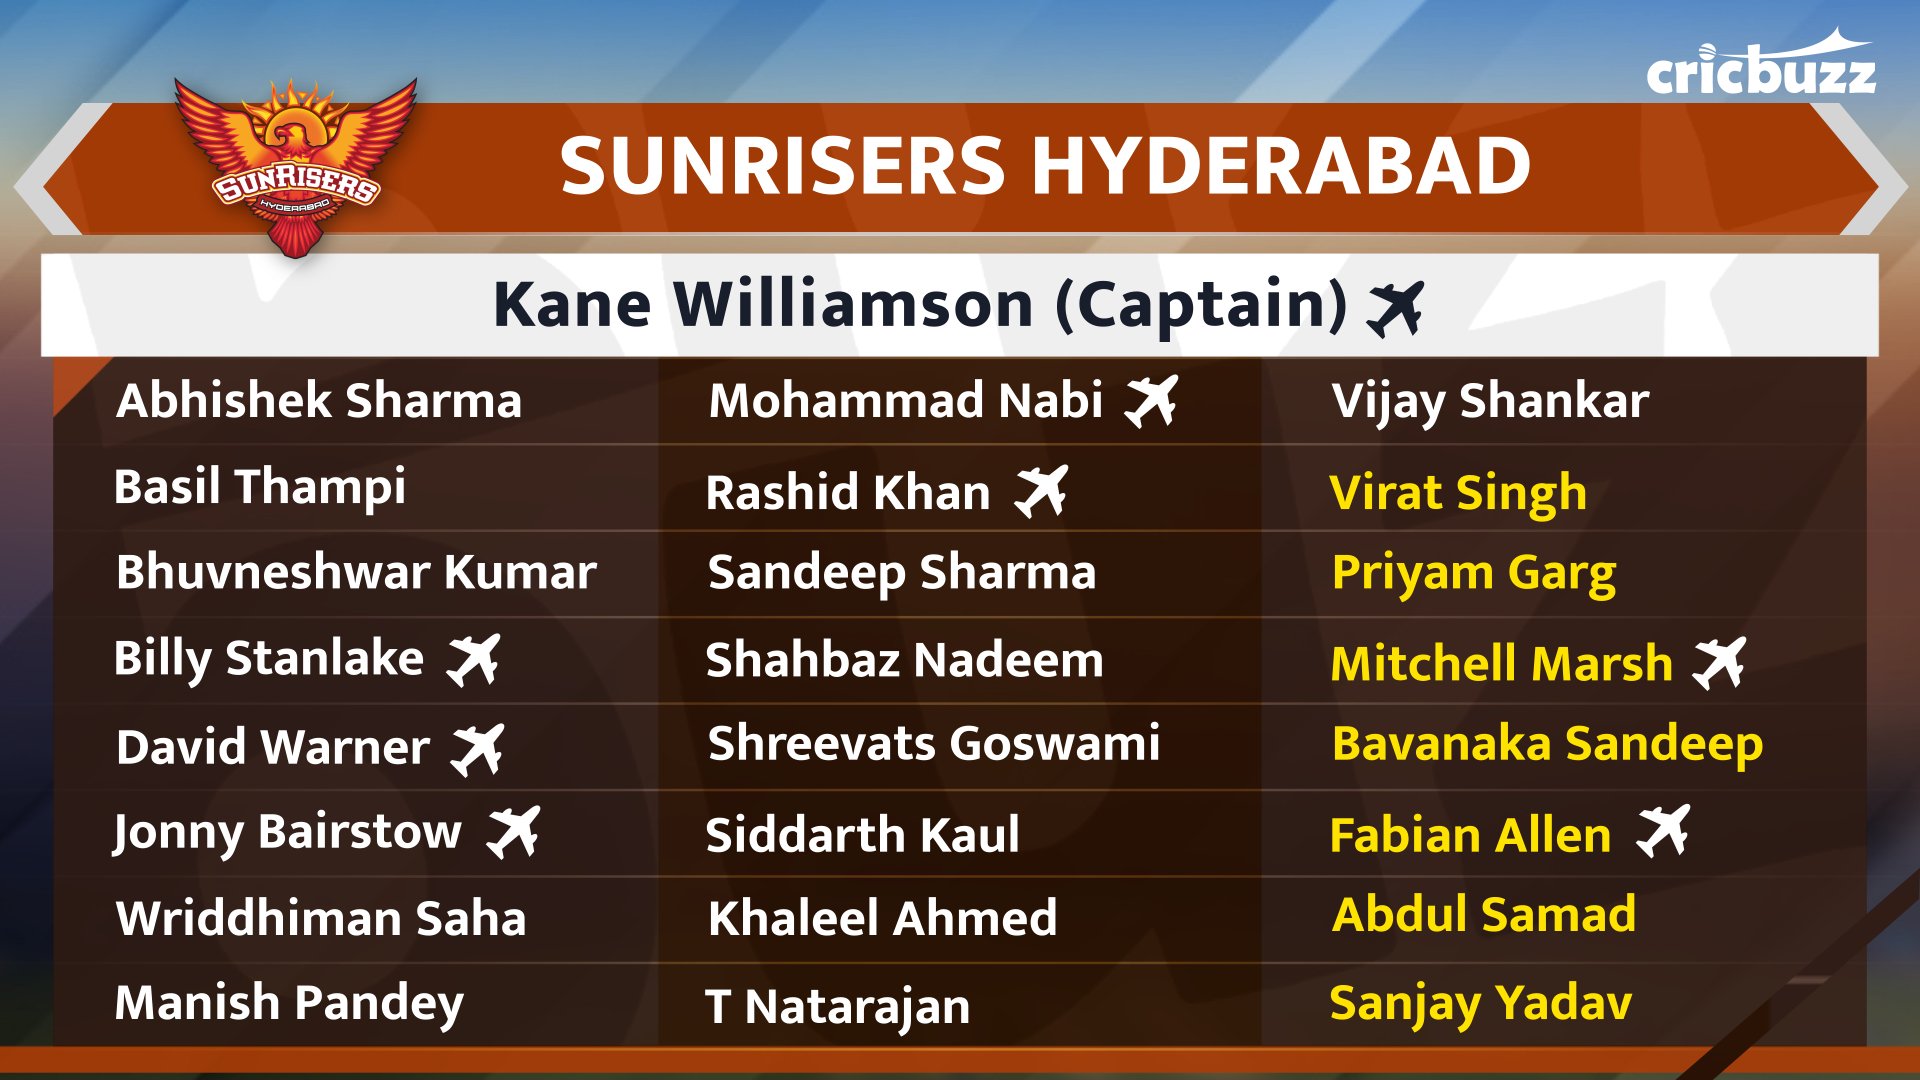 cricbuzz
SUNRISERS
HYDERABAD
SUNRISERS HYDERABAD
Kane Williamson (Captain)
Abhishek Sharma
Mohammad Nabi
Vijay Shankar
Basil Thampi
Rashid Khan
Virat Singh
Bhuvneshwar Kumar
Sandeep Sharma
Priyam Garg
Billy Stanlake
Shahbaz Nadeem
Mitchell Marsh
David Warner
Shreevats Goswami
Bavanaka Sandeep
Jonny Bairstow
Siddarth Kaul
Fabian Allen
Wriddhiman Saha
Khaleel Ahmed
Abdul Samad
Manish Pandey
T Natarajan
Sanjay Yadav